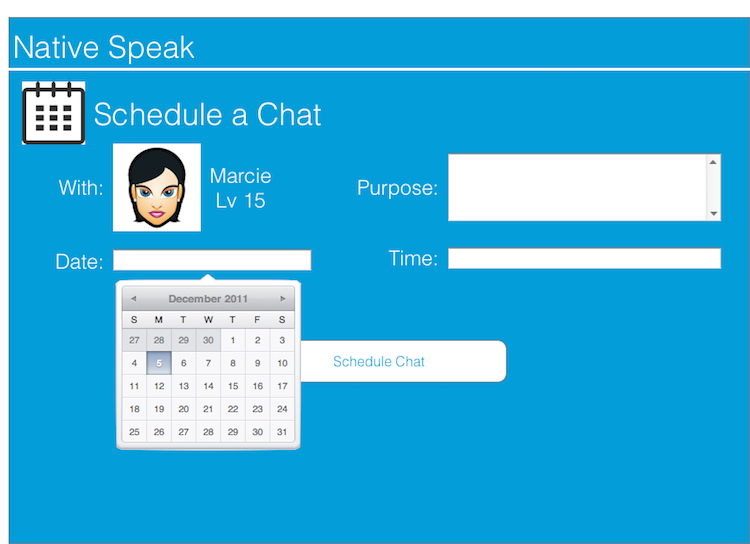 Native Speak
Schedule a Chat
With:
Marcie
Lv 15
Purpose:
Date:
Time:
December 2011
S M T W T F S
27 28 29 30 1 2 3
4 5 6 7 8 9 10
11 12 13 14 15 16 17
18 19 20 21 22 23 24
25 26 27 28 29 30 31
Schedule Chat